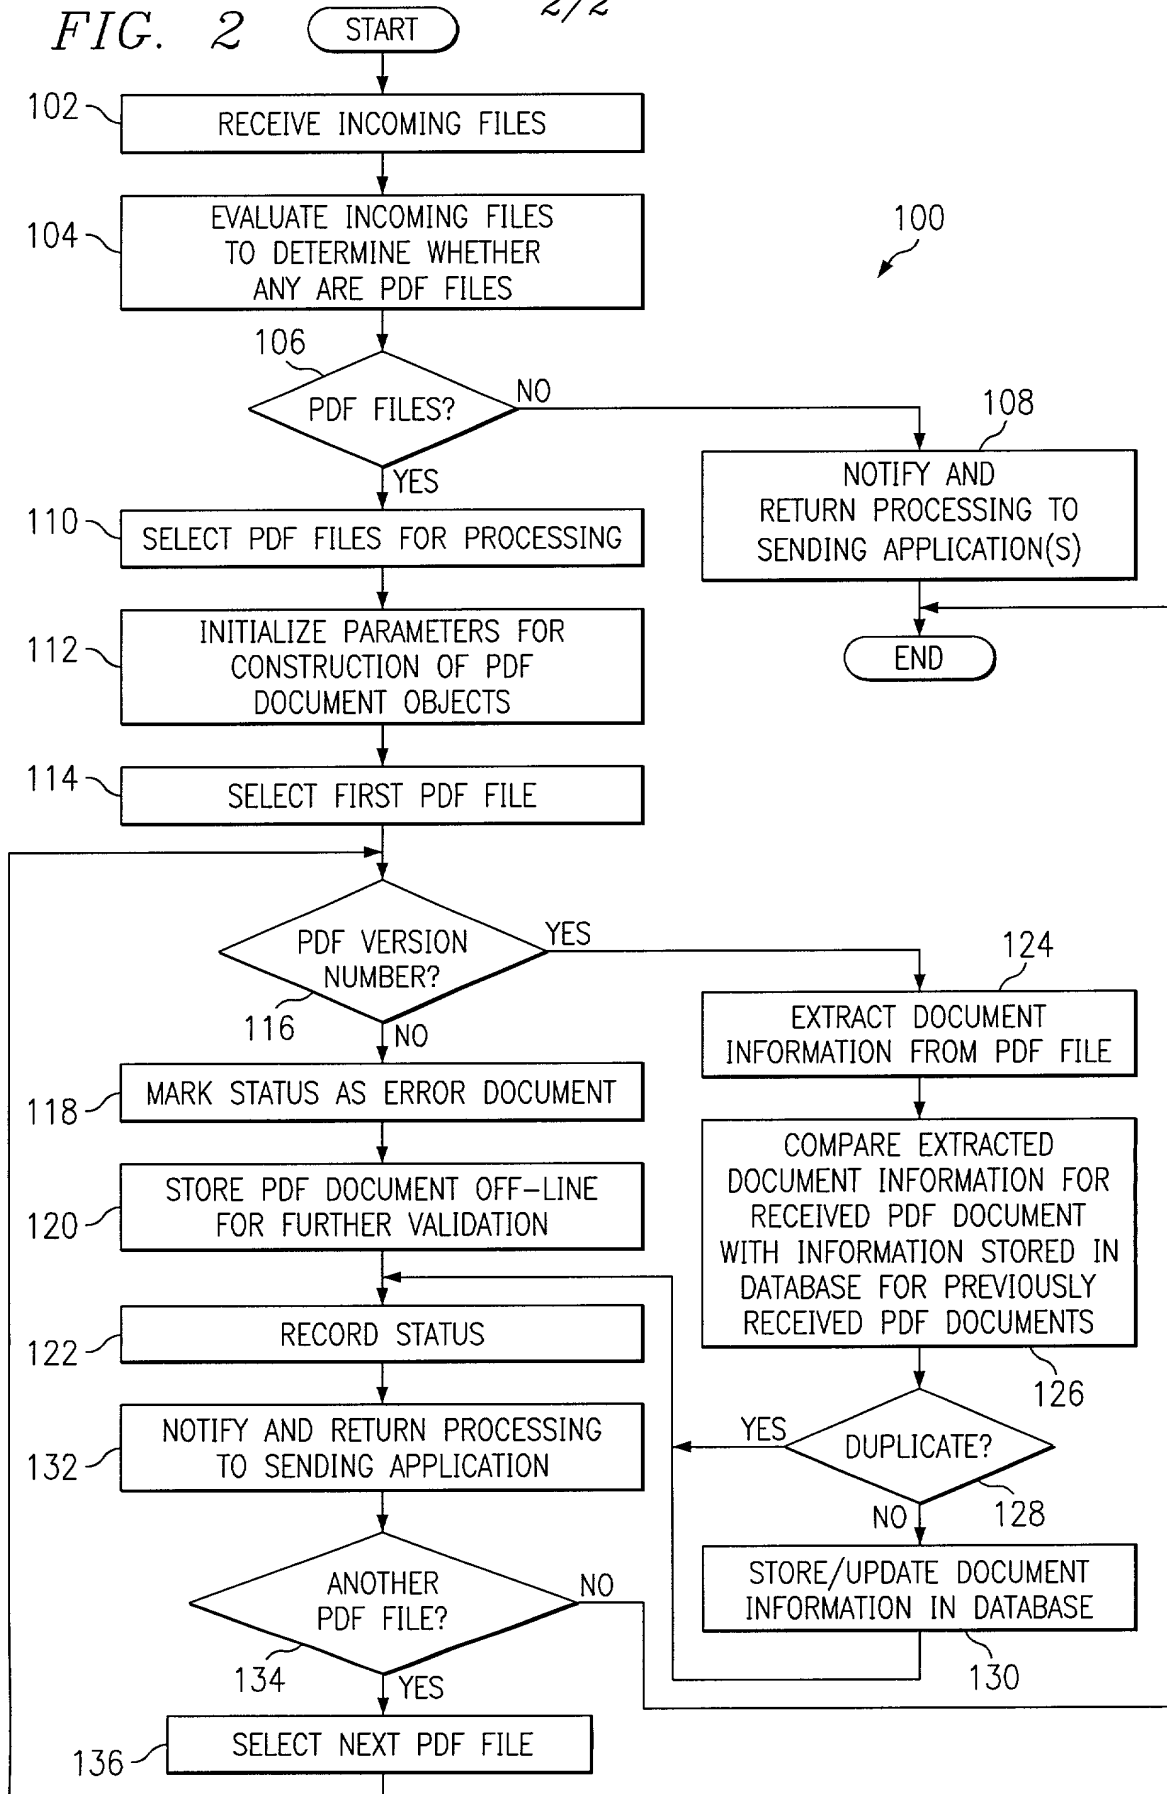 FIG. 2
2/2
START
102
RECEIVE INCOMING FILES
104
EVALUATE INCOMING FILES
TO DETERMINE WHETHER
ANY ARE PDF FILES
100
106
PDF FILES?
NO
YES
108
NOTIFY AND
RETURN PROCESSING TO
SENDING APPLICATION(S)
END
110
SELECT PDF FILES FOR PROCESSING
112
INITIALIZE PARAMETERS FOR
CONSTRUCTION OF PDF
DOCUMENT OBJECTS
114
SELECT FIRST PDF FILE
PDF VERSION
NUMBER?
116
YES
NO
124
EXTRACT DOCUMENT
INFORMATION FROM PDF FILE
118
MARK STATUS AS ERROR DOCUMENT
120
STORE PDF DOCUMENT OFF-LINE
FOR FURTHER VALIDATION
COMPARE EXTRACTED
DOCUMENT INFORMATION FOR
RECEIVED PDF DOCUMENT
WITH INFORMATION STORED IN
DATABASE FOR PREVIOUSLY
RECEIVED PDF DOCUMENTS
126
122
RECORD STATUS
132
NOTIFY AND RETURN PROCESSING
TO SENDING APPLICATION
YES
DUPLICATE?
128
NO
STORE/UPDATE DOCUMENT
INFORMATION IN DATABASE
130
ANOTHER
PDF FILE?
NO
134
YES
136
SELECT NEXT PDF FILE